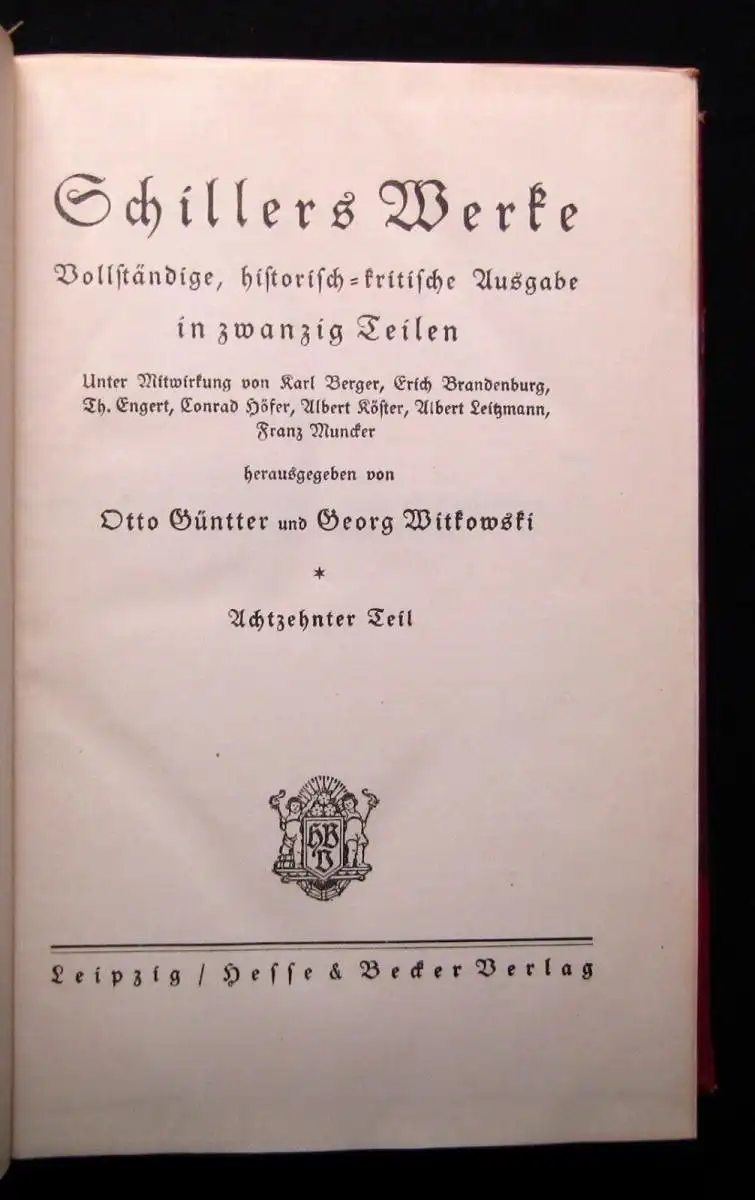 Schillers Werke
Vollständige, historisch=kritische Ausgabe
in zwanzig Teilen
Unter Mitwirkung von Karl Berger, Erich Brandenburg,
Th. Engert, Conrad Höfer, Albert Köster, Albert Leitzmann,
Franz Muncker
herausgegeben von
Otto Güntter und Georg Witkowski
*
Achtzehnter Teil
HB
V
Leipzig / Hesse & Becker Verlag